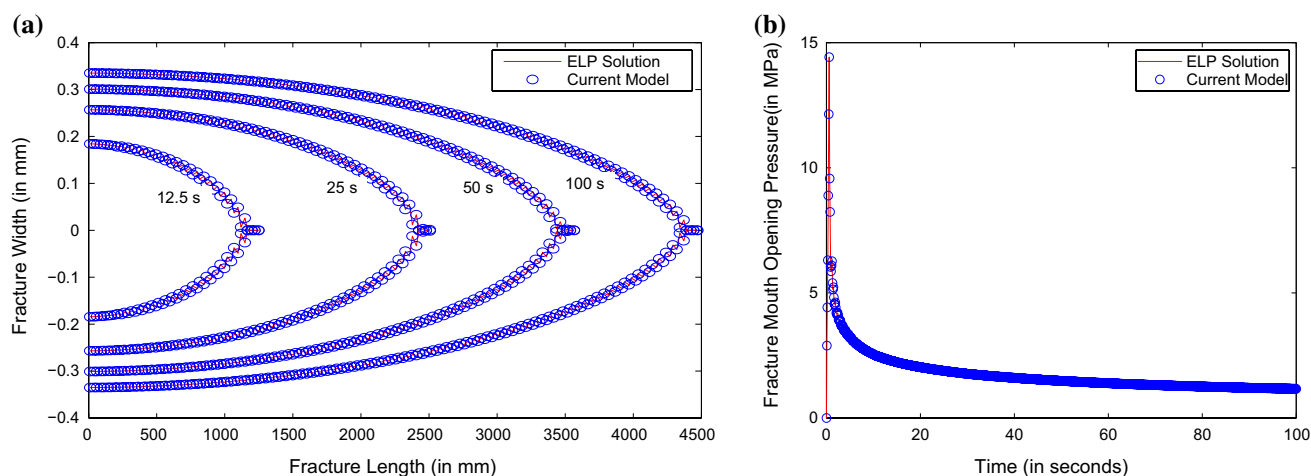 (a)
0.4
0.3
0.2
0.1
0
-0.1
-0.2
-0.3
-0.4
Fracture Width (in mm)
ELP Solution
Current Model
12.5 s
25 s
50 s
100 s
0 500 1000 1500 2000 2500 3000 3500 4000 4500
Fracture Length (in mm)
(b)
15
10
5
0
Fracture Mouth Opening Pressure(in MPa)
ELP Solution
Current Model
0 20 40 60 80 100
Time (in seconds)